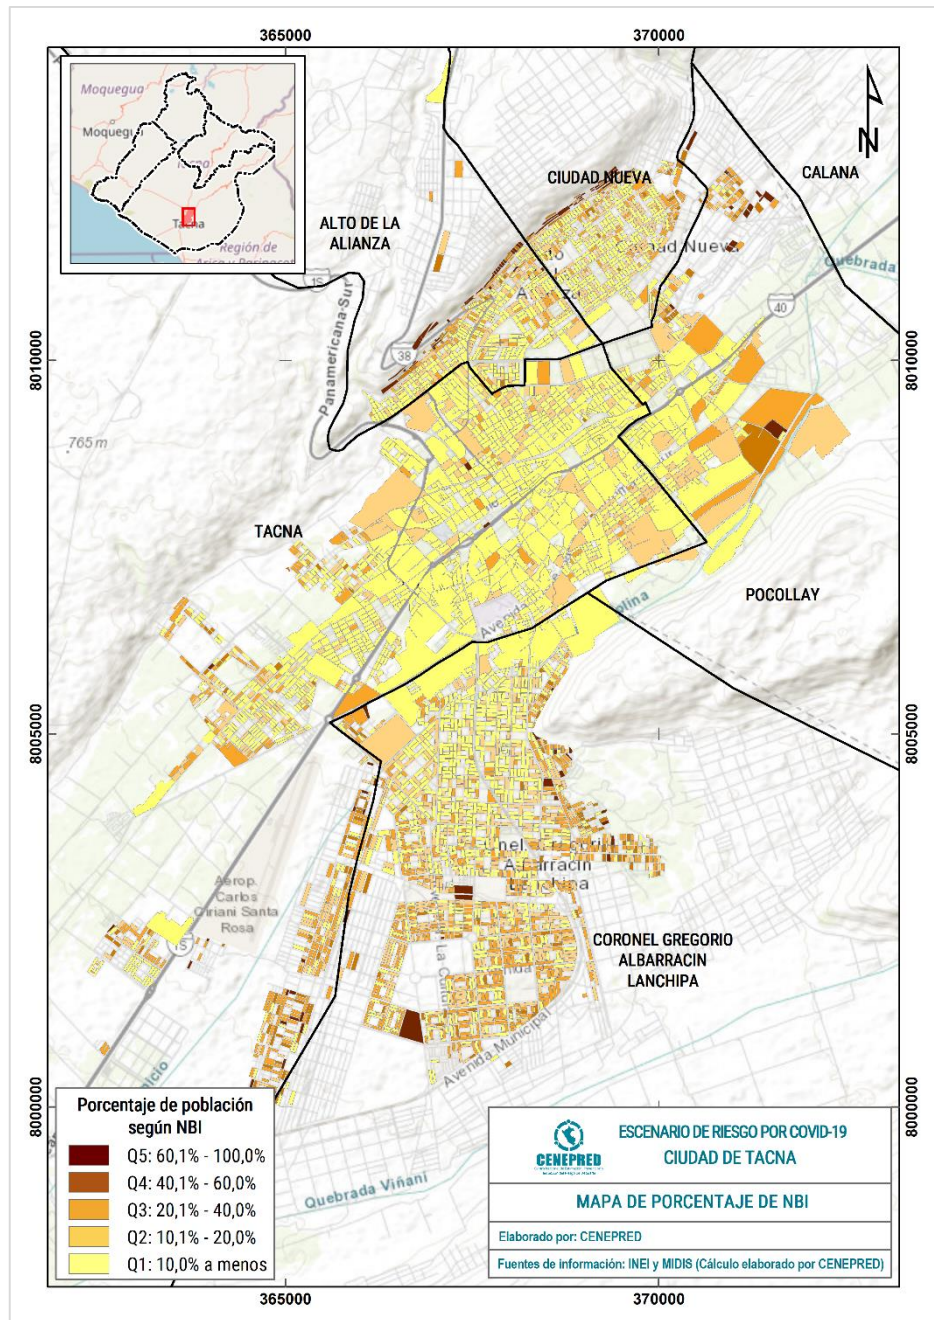 365000
370000
Moquegua
Moquegua
Tacna
Tacna
Región de
CIUDAD NUEVA
CALANA
ALTO DE LA
ALIANZA
Ciudad Nueva
Quebrada
1S
40
Panamericana Sur
38
8010000
8010000
765 m
TACNA
POCOLLAY
Avenida
8005000
8005000
Aerop.
Carlos
Ciriani Santa
Rosa
1S
CORONEL GREGORIO
ALBARRACIN
LANCHIPA
Avenida Municipal
8000000
8000000
Quebrada Viñani
Porcentaje de población
según NBI
Q5: 60,1% - 100,0%
Q4: 40,1% - 60,0%
Q3: 20,1% - 40,0%
Q2: 10,1% - 20,0%
Q1: 10,0% a menos
CENEPRED
ESCENARIO DE RIESGO POR COVID-19
CIUDAD DE TACNA
MAPA DE PORCENTAJE DE NBI
Elaborado por: CENEPRED
Fuentes de información: INEI y MIDIS (Cálculo elaborado por CENEPRED)
365000
370000
N